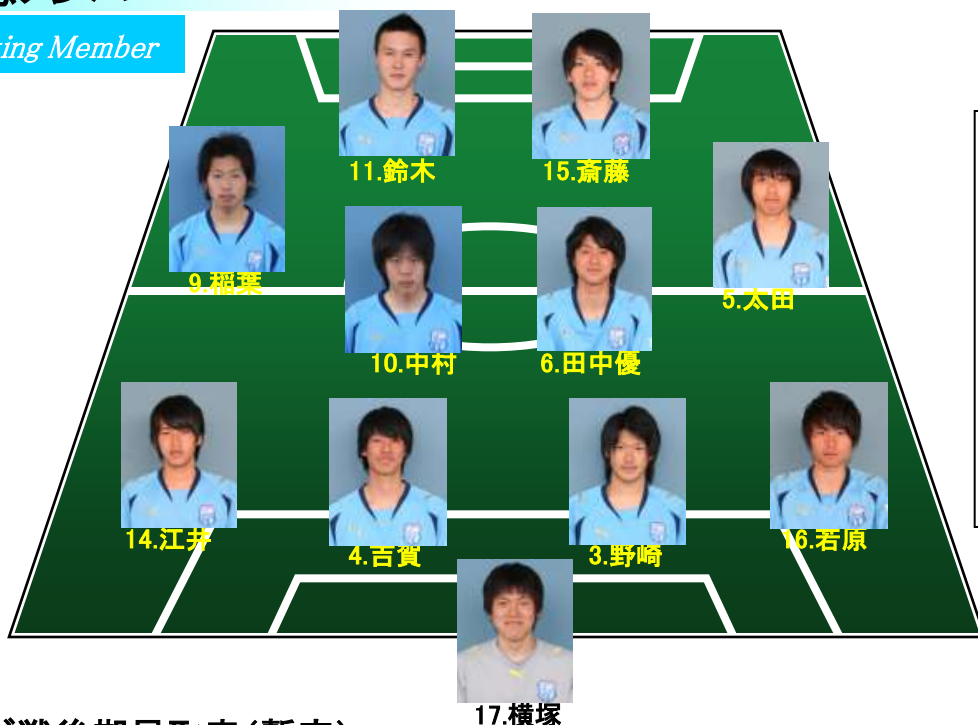 ing Member
11.鈴木
15.斎藤
9.稲葉
5.太田
10.中村
6.田中優
14.江井
4.古賀
3.野崎
16.若原
17.横塚